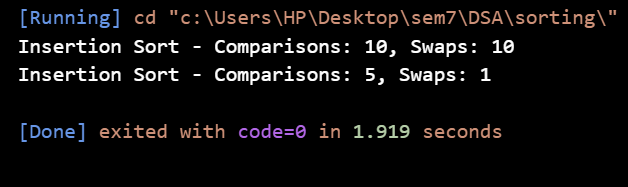 [Running] cd "c:\Users\HP\Desktop\sem7\DSA\sorting\"
Insertion Sort - Comparisons: 10, Swaps: 10
Insertion Sort - Comparisons: 5, Swaps: 1
[Done] exited with code=0 in 1.919 seconds